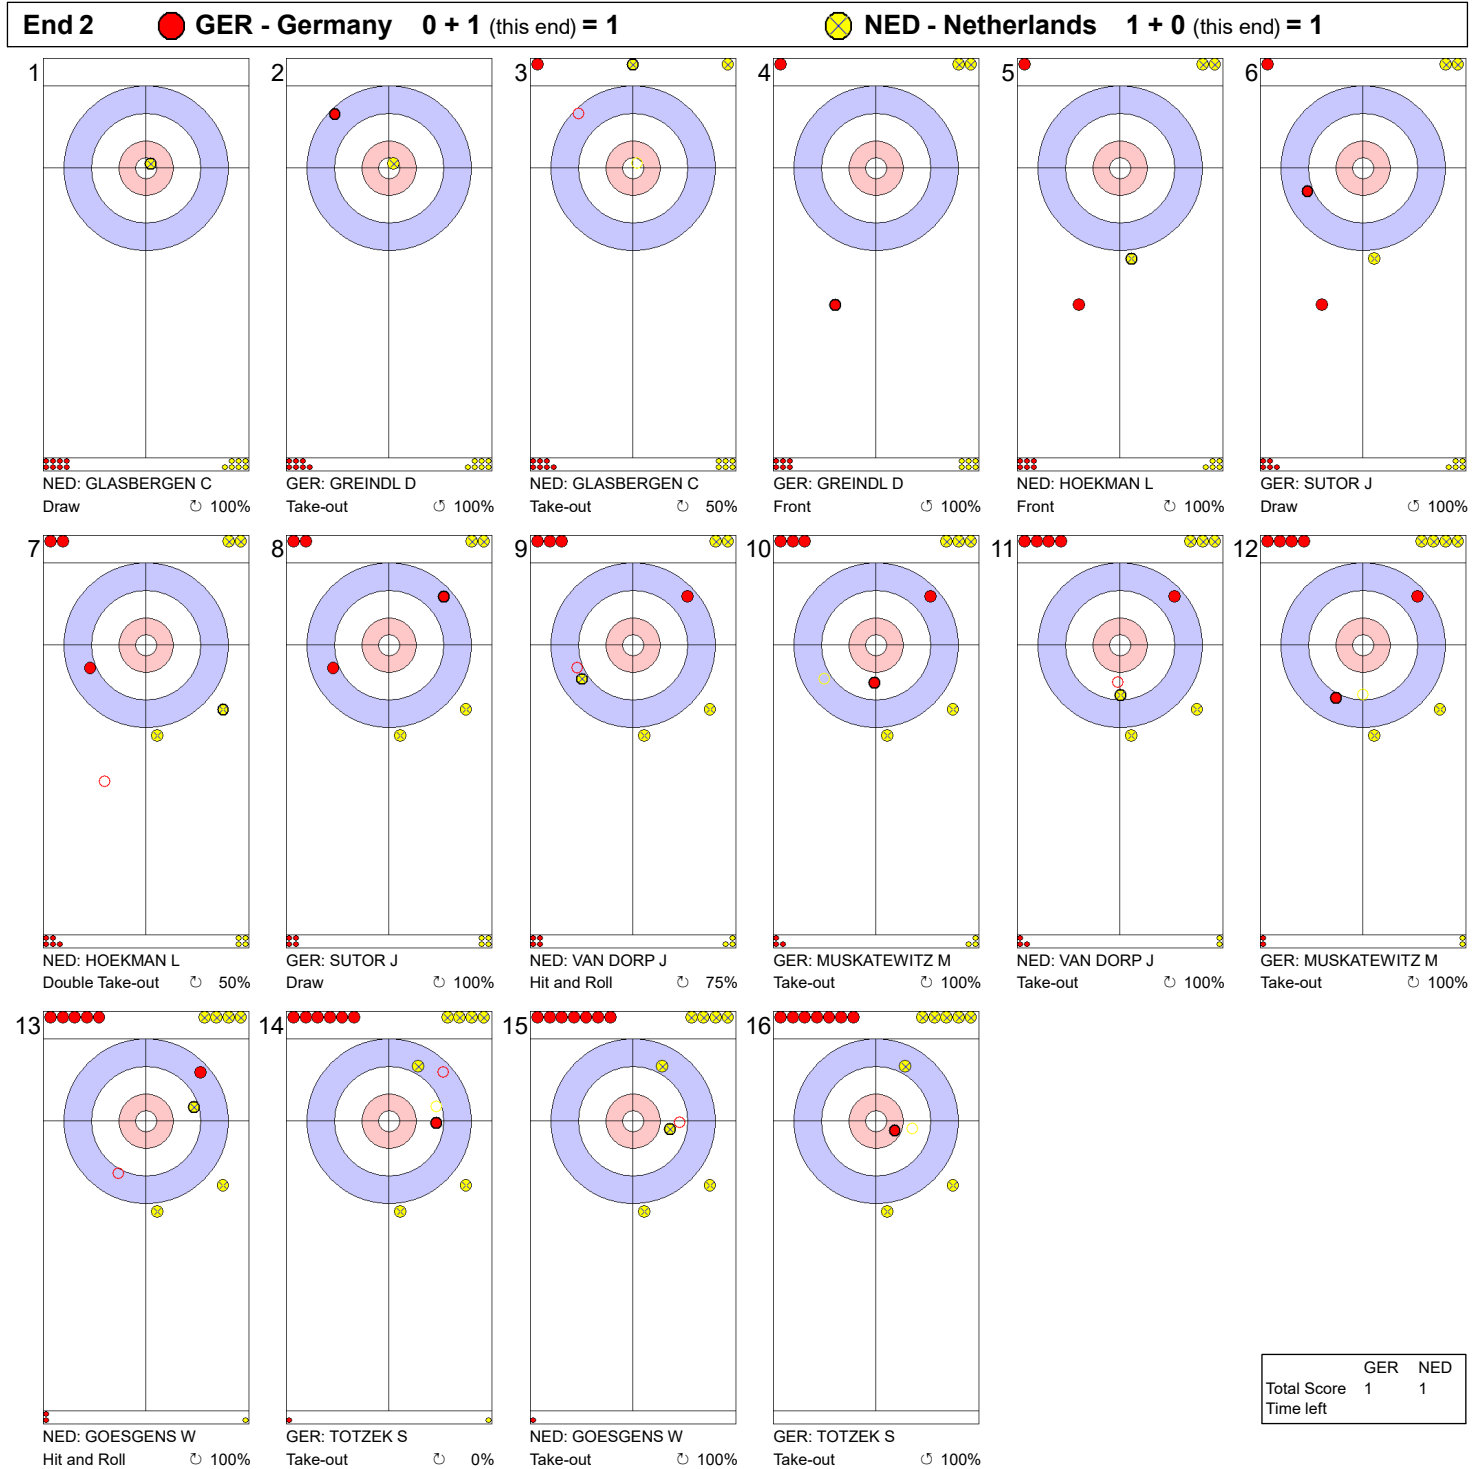 End 2 GER - Germany 0 + 1 (this end) = 1 NED - Netherlands 1 + 0 (this end) = 1
1 2 3 4 5 6
NED: GLASBERGEN C GER: GREINDL D NED: GLASBERGEN C GER: GREINDL D NED: HOEKMAN L GER: SUTOR J
Draw ↻ 100% Take-out ↺ 100% Take-out ↺ 50% Front ↺ 100% Front ↺ 100% Draw ↻ 100%
7 8 9 10 11 12
NED: HOEKMAN L GER: SUTOR J NED: VAN DORP J GER: MUSKATEWITZ M NED: VAN DORP J GER: MUSKATEWITZ M
Double Take-out ↻ 50% Draw ↻ 100% Hit and Roll ↻ 75% Take-out ↻ 100% Take-out ↻ 100% Take-out ↻ 100%
13 14 15 16
NED: GOESGENS W GER: TOTZEK S NED: GOESGENS W GER: TOTZEK S
Hit and Roll ↻ 100% Take-out ↻ 0% Take-out ↻ 100% Take-out ↻ 100%
GER NED
Total Score 1 1
Time left